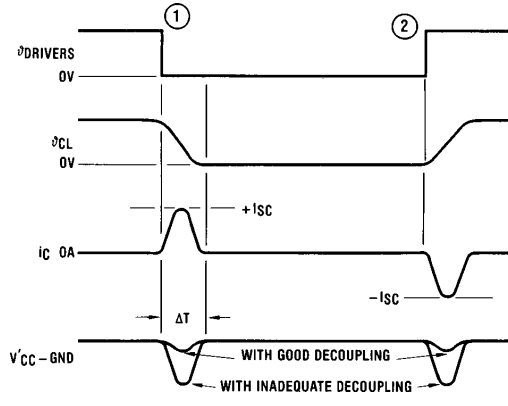 ① ②
ϑDRIVERS
0V
ϑCL
0V
+ISC
iC 0A
−ISC
ΔT
V'CC – GND
WITH GOOD DECOUPLING
WITH INADEQUATE DECOUPLING